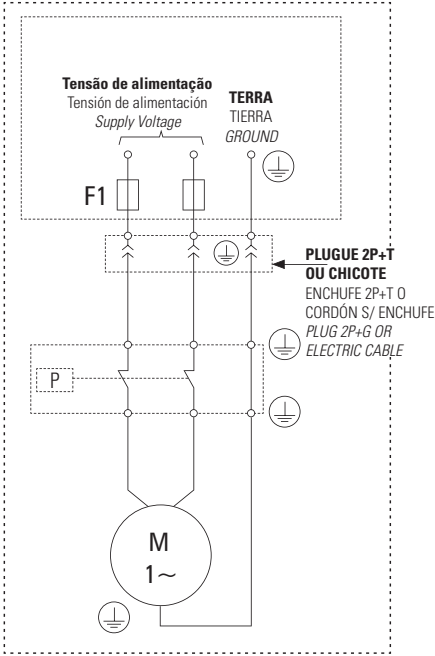 Tensão de alimentação
Tensión de alimentación
Supply Voltage
TERRA
TIERRA
GROUND
F1
PLUGUE 2P+T
OU CHICOTE
ENCHUFE 2P+T O
CORDÓN S/ ENCHUFE
PLUG 2P+G OR
ELECTRIC CABLE
P
M
1~